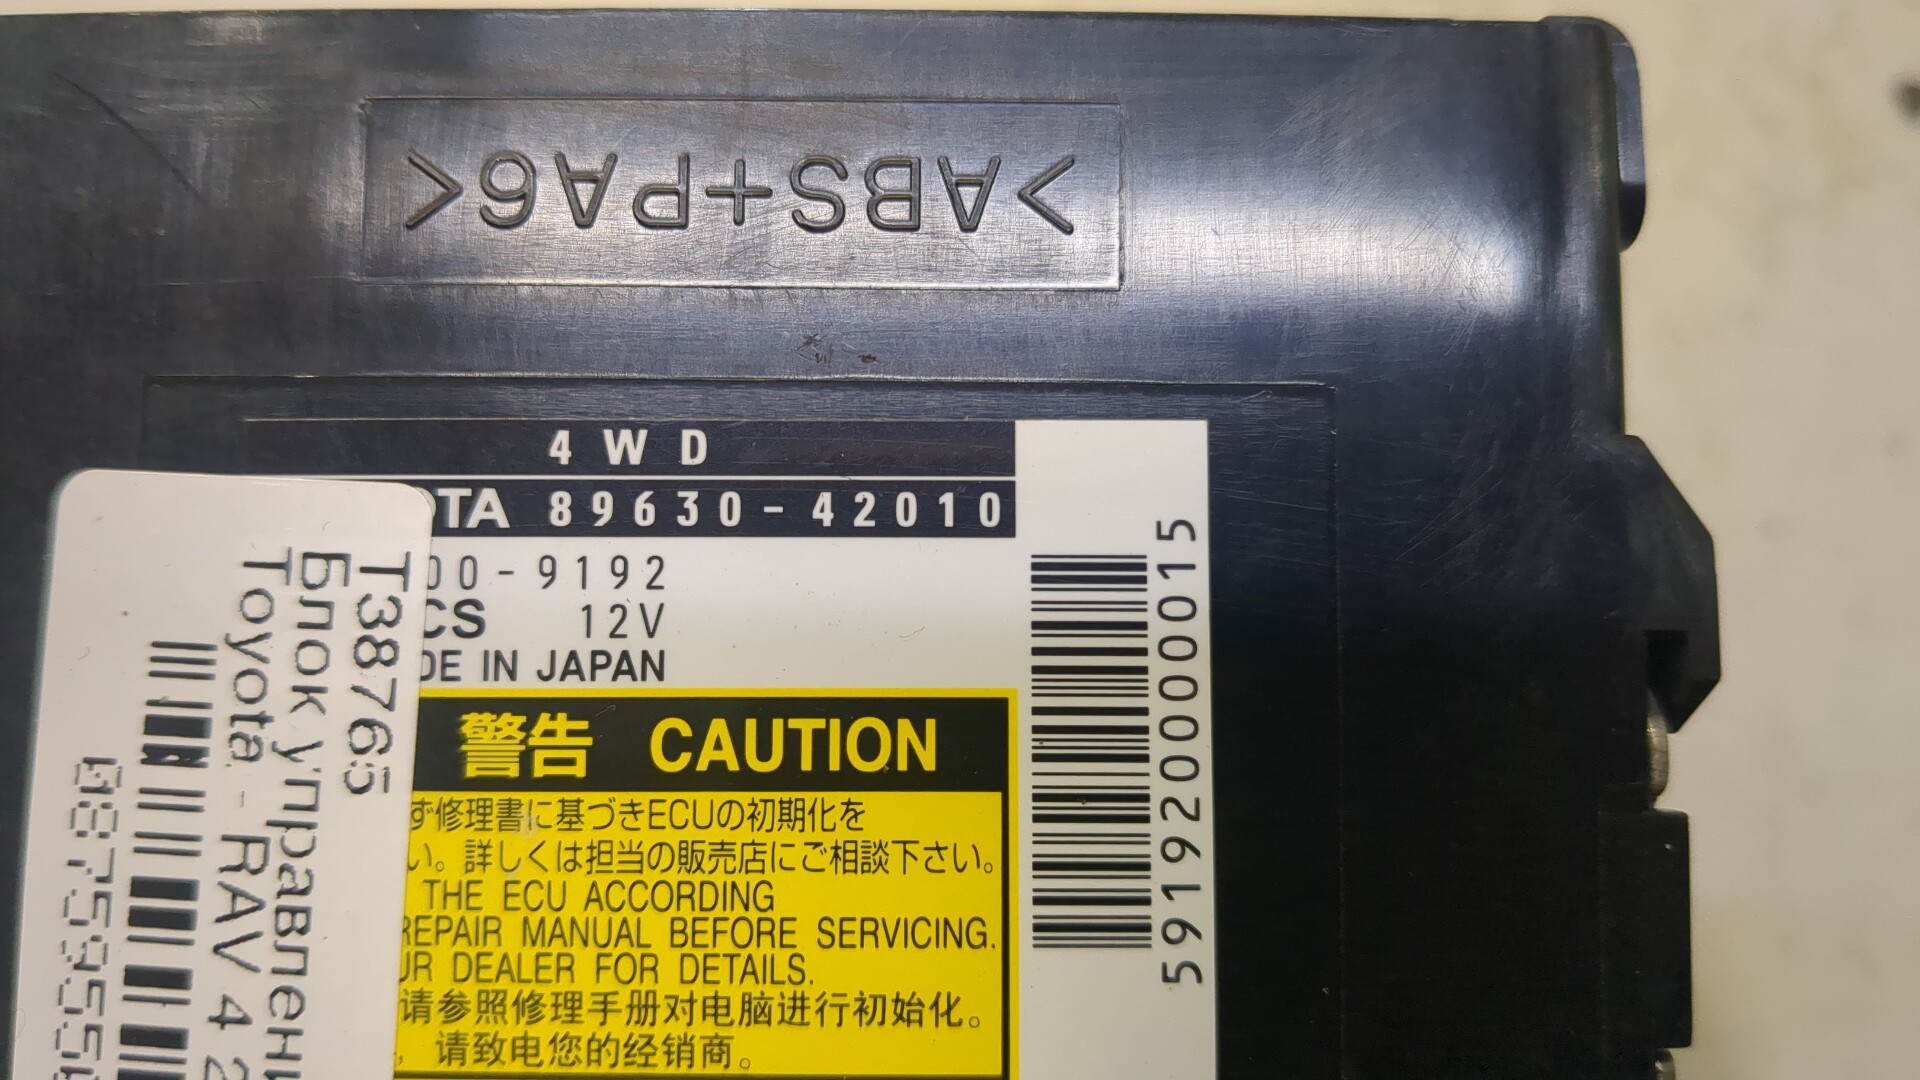 >ABS+PA6<
4WD
OTA 89630-42010
00-9192
CS 12V
DE IN JAPAN
警告 CAUTION
ず修理書に基づきECUの初期化を
い。詳しくは担当の販売店にご相談下さい。
THE ECU ACCORDING
REPAIR MANUAL BEFORE SERVICING.
UR DEALER FOR DETAILS.
请参照修理手册对电脑进行初始化。
，请致电您的经销商。
591920000015
T38765
Блок управлен
Toyota - RAV 4 2